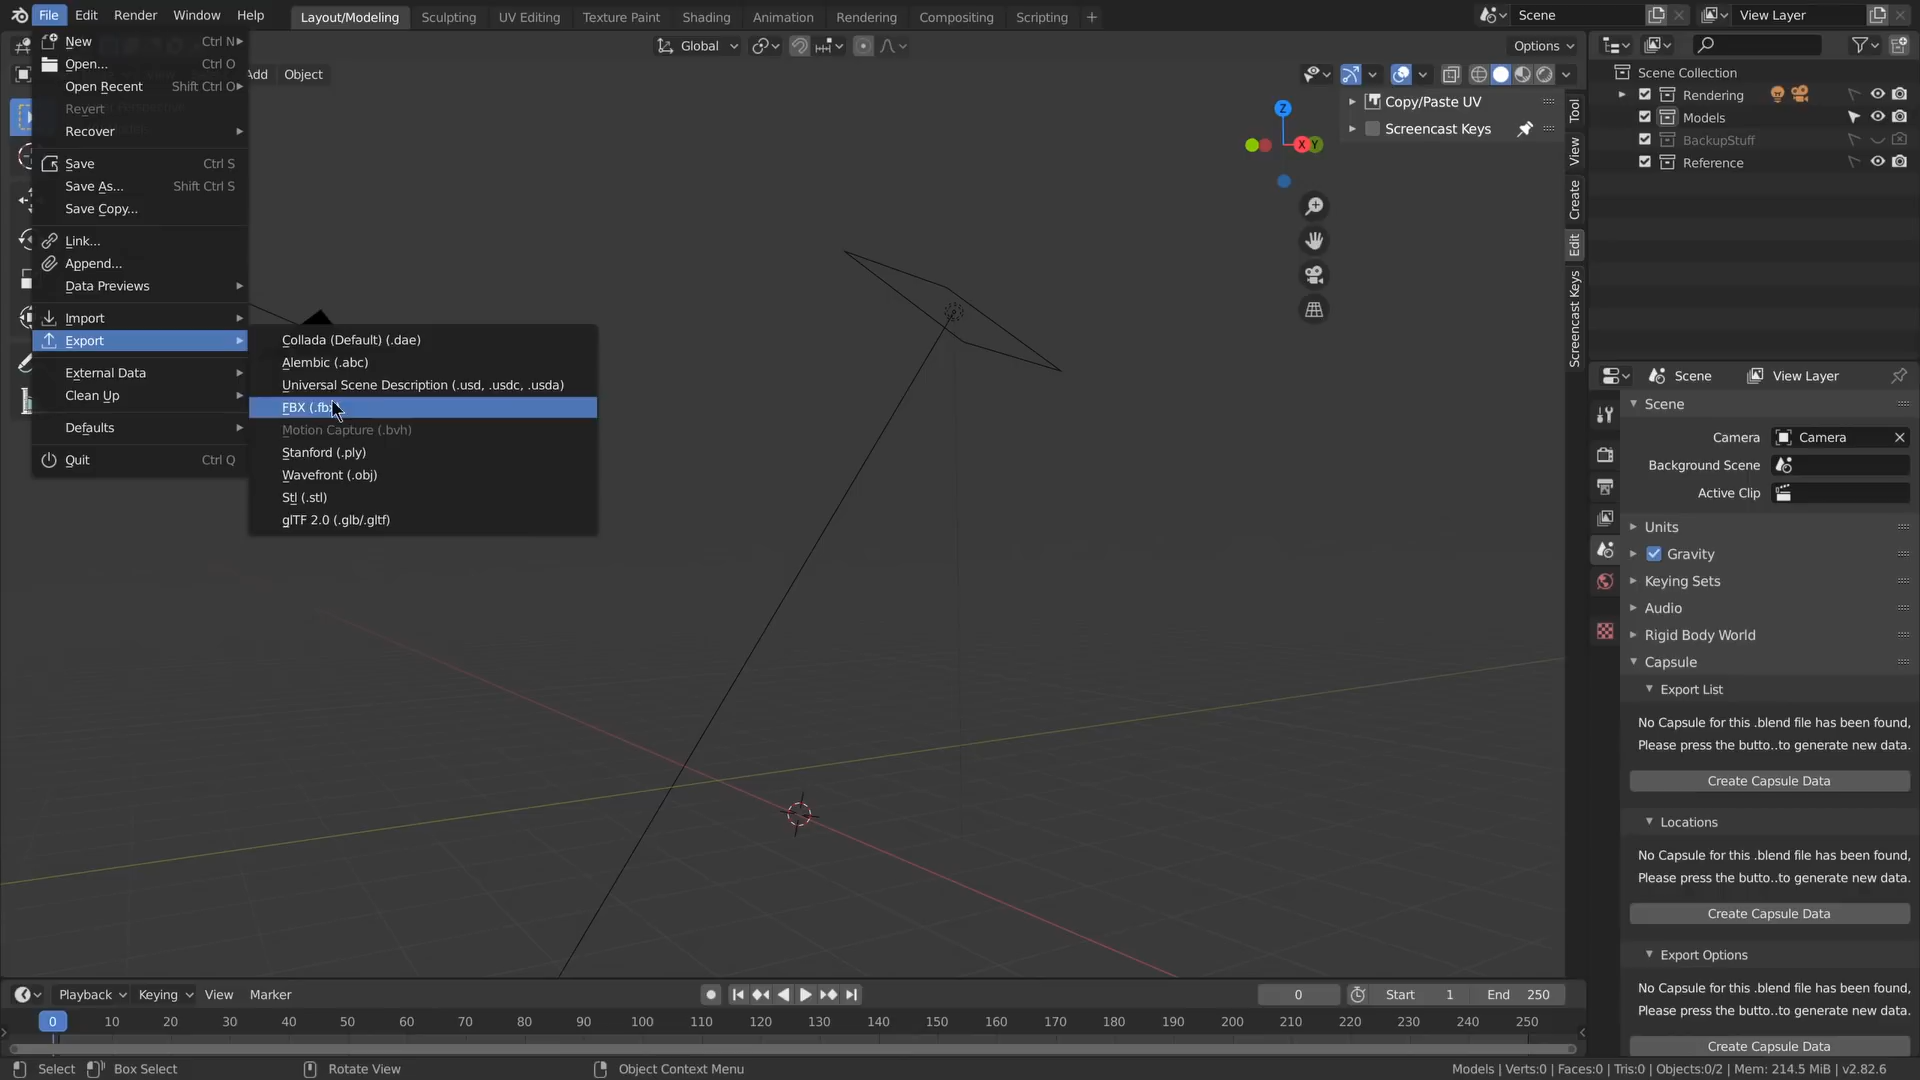 File Edit Render Window Help Layout/Modeling Sculpting UV Editing Texture Paint Shading Animation Rendering Compositing Scripting + Scene View Layer
New Ctrl N
Open... Ctrl O
Open Recent Shift Ctrl O
Revert
Recover
Save Ctrl S
Save As... Shift Ctrl S
Save Copy...
Link...
Append...
Data Previews
Import
Export
External Data
Clean Up
Defaults
Quit Ctrl Q
Collada (Default) (.dae)
Alembic (.abc)
Universal Scene Description (.usd, .usdc, .usda)
FBX (.fbx)
Motion Capture (.bvh)
Stanford (.ply)
Wavefront (.obj)
Stl (.stl)
glTF 2.0 (.glb/.gltf)
Global
Options
Object
Z
X Y
Copy/Paste UV
Screencast Keys
Tool
View
Create
Edit
Screencast Keys
Scene Collection
Rendering
Models
BackupStuff
Reference
Scene View Layer
Scene
Camera Camera
Background Scene
Active Clip
Units
Gravity
Keying Sets
Audio
Rigid Body World
Capsule
Export List
No Capsule for this .blend file has been found,
Please press the butto..to generate new data.
Create Capsule Data
Locations
No Capsule for this .blend file has been found,
Please press the butto..to generate new data.
Create Capsule Data
Export Options
No Capsule for this .blend file has been found,
Please press the butto..to generate new data.
Create Capsule Data
Playback Keying View Marker 0 Start 1 End 250
0 10 20 30 40 50 60 70 80 90 100 110 120 130 140 150 160 170 180 190 200 210 220 230 240 250
Select Box Select Rotate View Object Context Menu Models | Verts:0 | Faces:0 | Tris:0 | Objects:0/2 | Mem: 214.5 MiB | v2.82.6